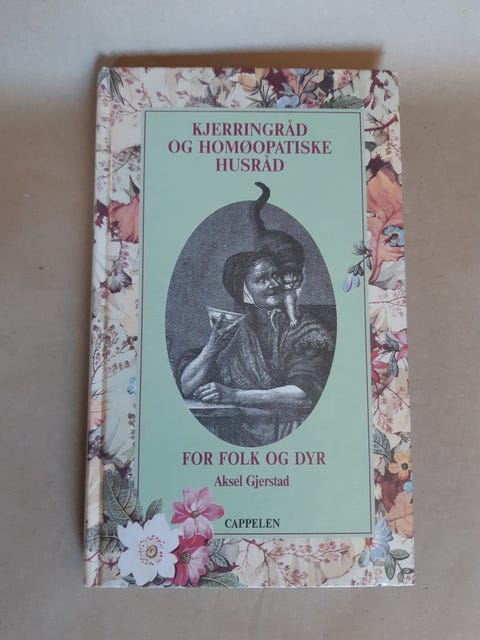 KJERRINGRÅD
OG HOMØOPATISKE
HUSRÅD
FOR FOLK OG DYR
Aksel Gjerstad
CAPPELEN